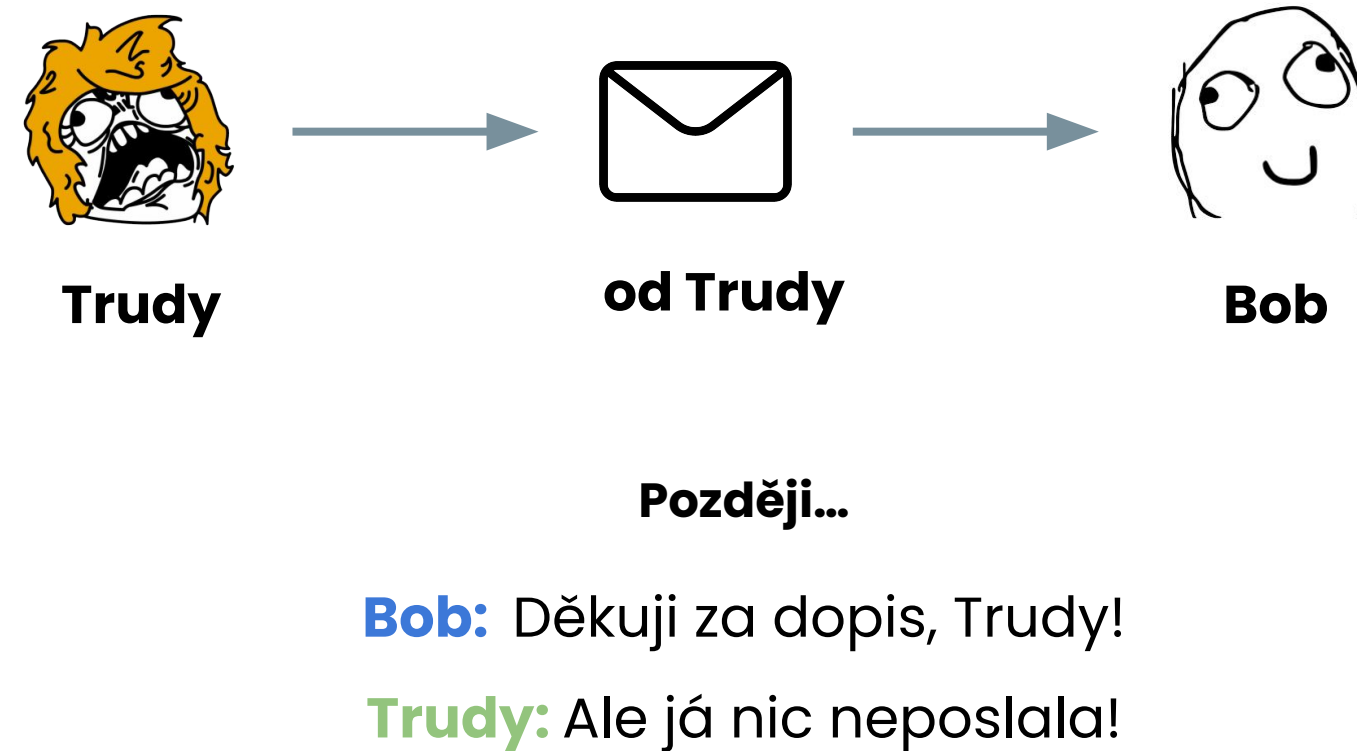 Trudy
od Trudy
Bob
Později...
Bob: Děkuji za dopis, Trudy!
Trudy: Ale já nic neposlala!